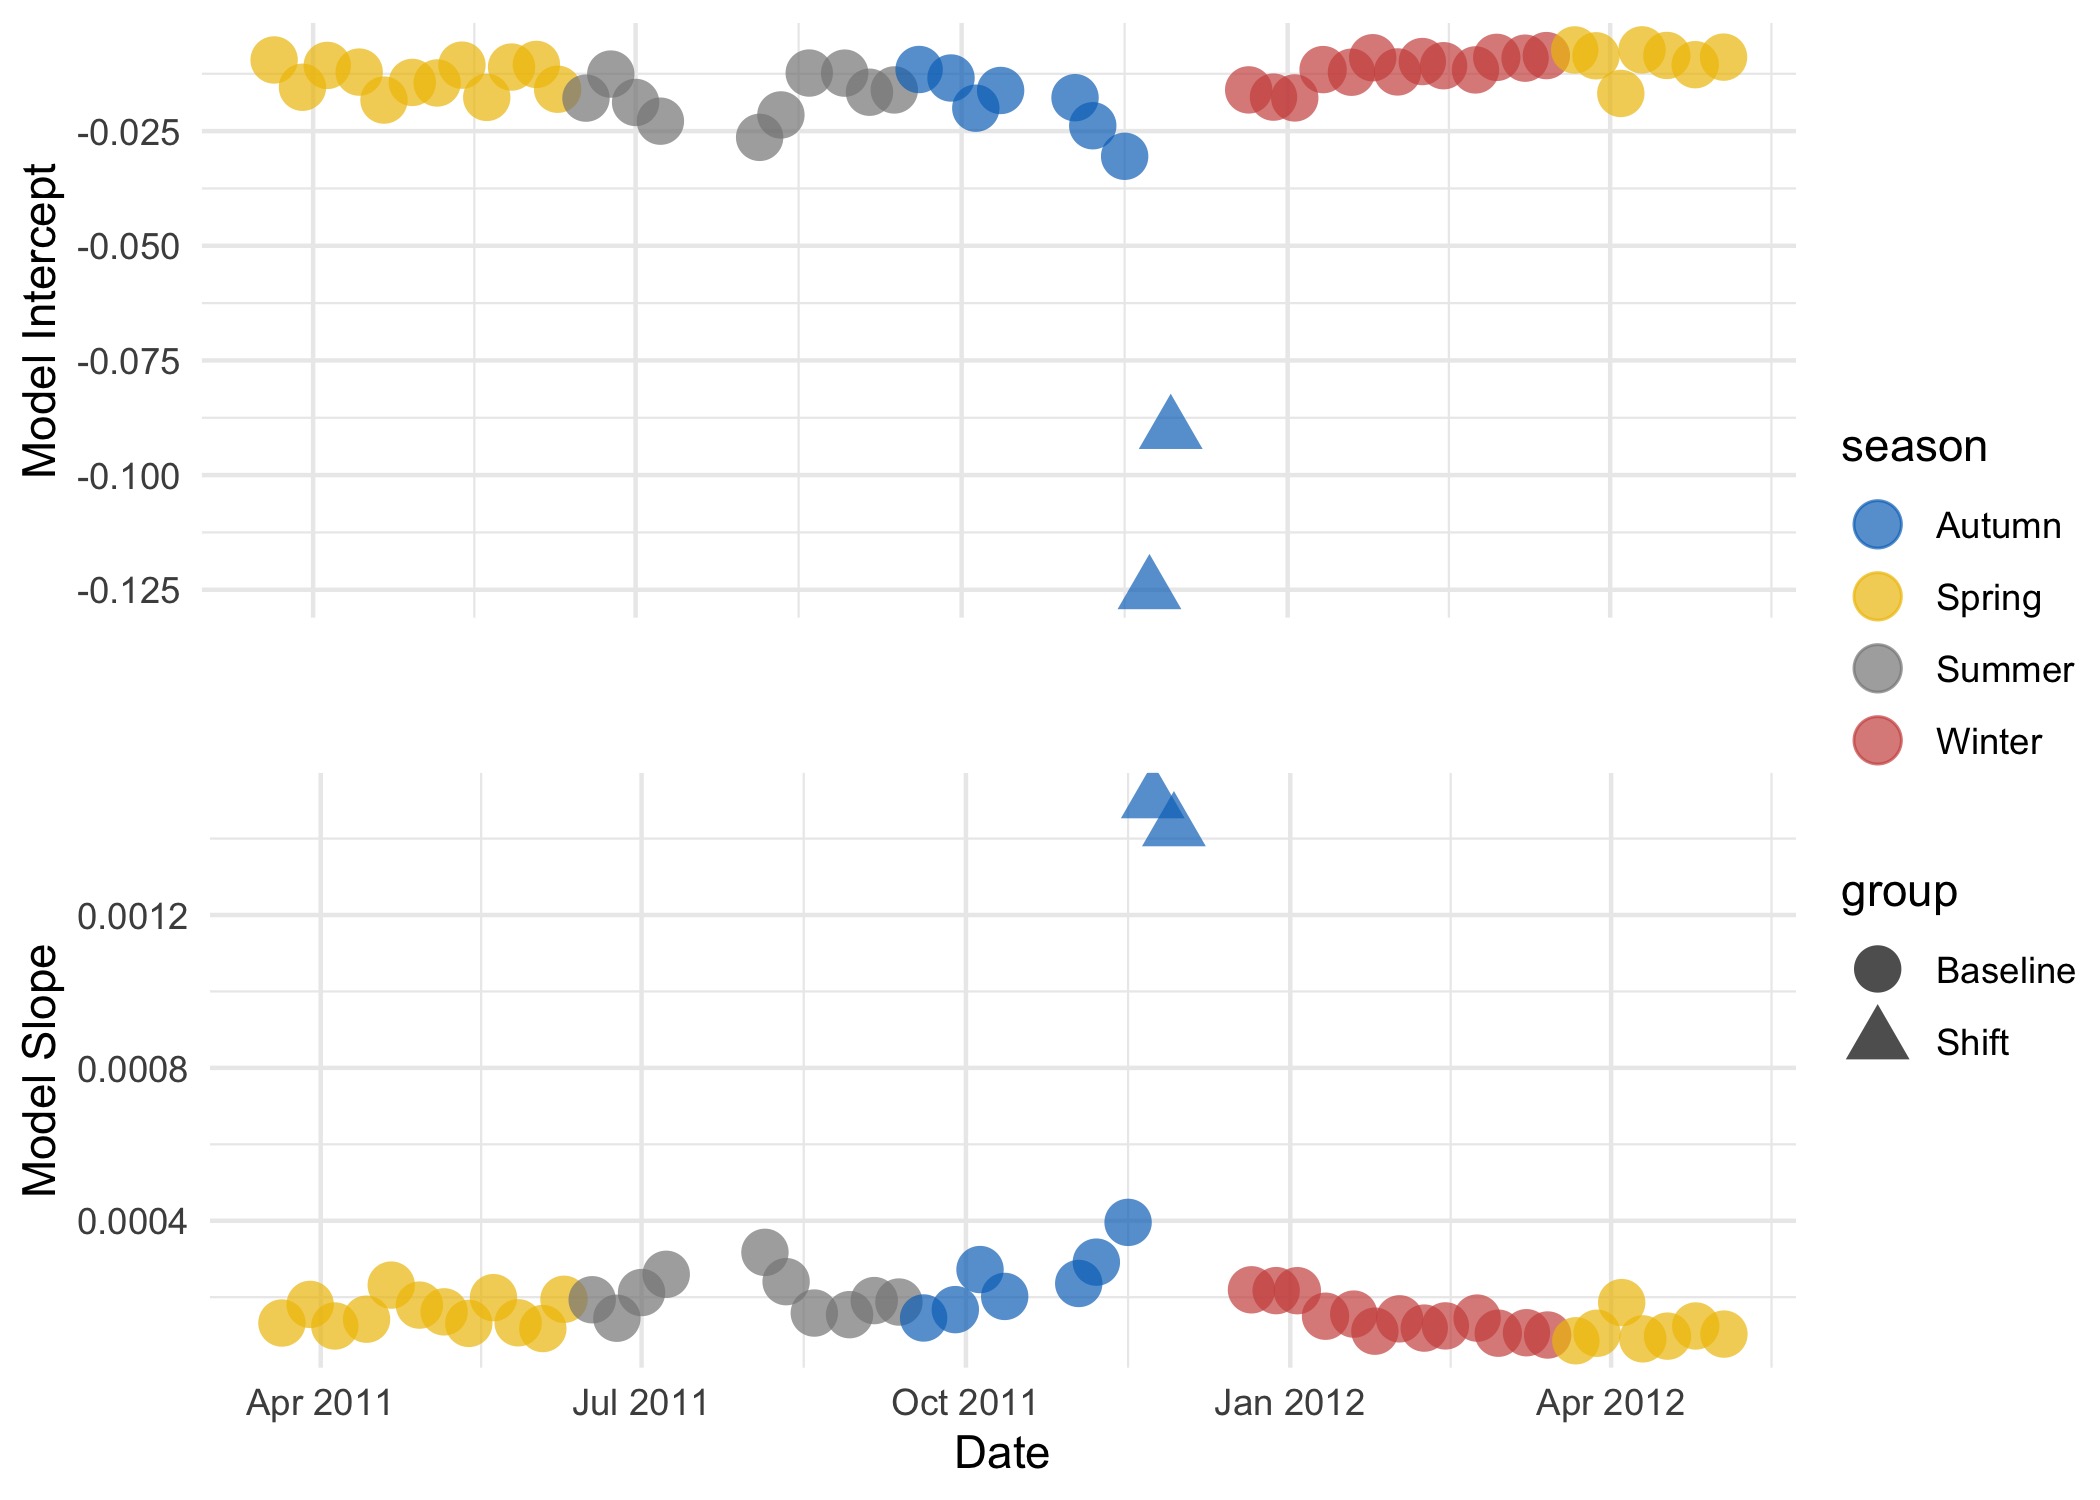 Model Intercept
-0.025
-0.050
-0.075
-0.100
-0.125
Model Slope
0.0012
0.0008
0.0004
Apr 2011
Jul 2011
Oct 2011
Jan 2012
Apr 2012
Date
season
Autumn
Spring
Summer
Winter
group
Baseline
Shift